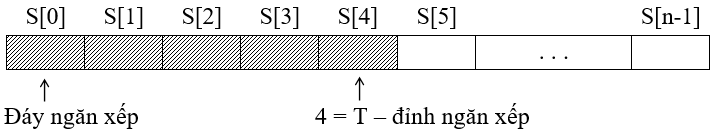 S[0] S[1] S[2] S[3] S[4] S[5] S[n-1]
. . .
Đáy ngăn xếp 4 = T – đỉnh ngăn xếp